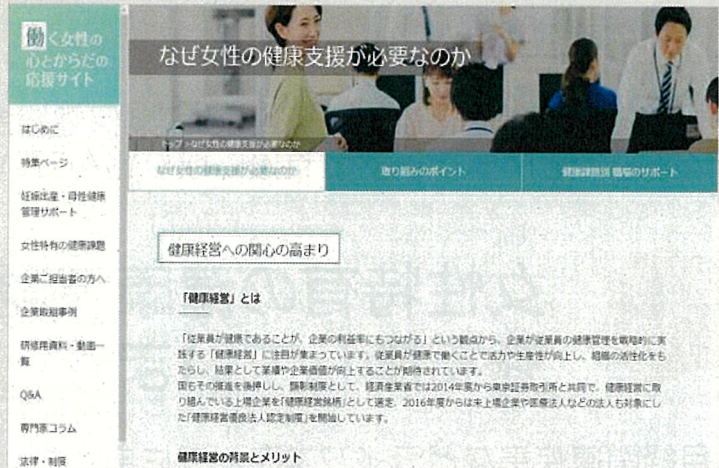 働く女性の
心とからだの
応援サイト
はじめに
特集ページ
妊娠出産・母性健康
管理サポート
女性特有の健康課題
企業ご担当者の方へ
企業取組事例
研修用資料・動画一
覧
Q&A
専門家コラム
法律・制度
なぜ女性の健康支援が必要なのか
トップ >なぜ女性の健康支援が必要なのか
なぜ女性の健康支援が必要なのか
取り組みのポイント
健康課題別 職場のサポート
健康経営への関心の高まり
「健康経営」とは
「従業員が健康であることが、企業の利益率にもつながる」という観点から、企業が従業員の健康管理を戦略的に実
践する「健康経営」に注目が集まっています。従業員が健康で働くことで活力や生産性が向上し、組織の活性化をも
たらし、結果として業績や企業価値が向上することが期待されています。
国もその推進を後押しし、顕彰制度として、経済産業省では2014年度から東京証券取引所と共同で、健康経営に取
り組んでいる上場企業を「健康経営銘柄」として選定、2016年度からは未上場企業や医療法人などの法人も対象にし
た「健康経営優良法人認定制度」を開始しています。
健康経営の背景とメリット